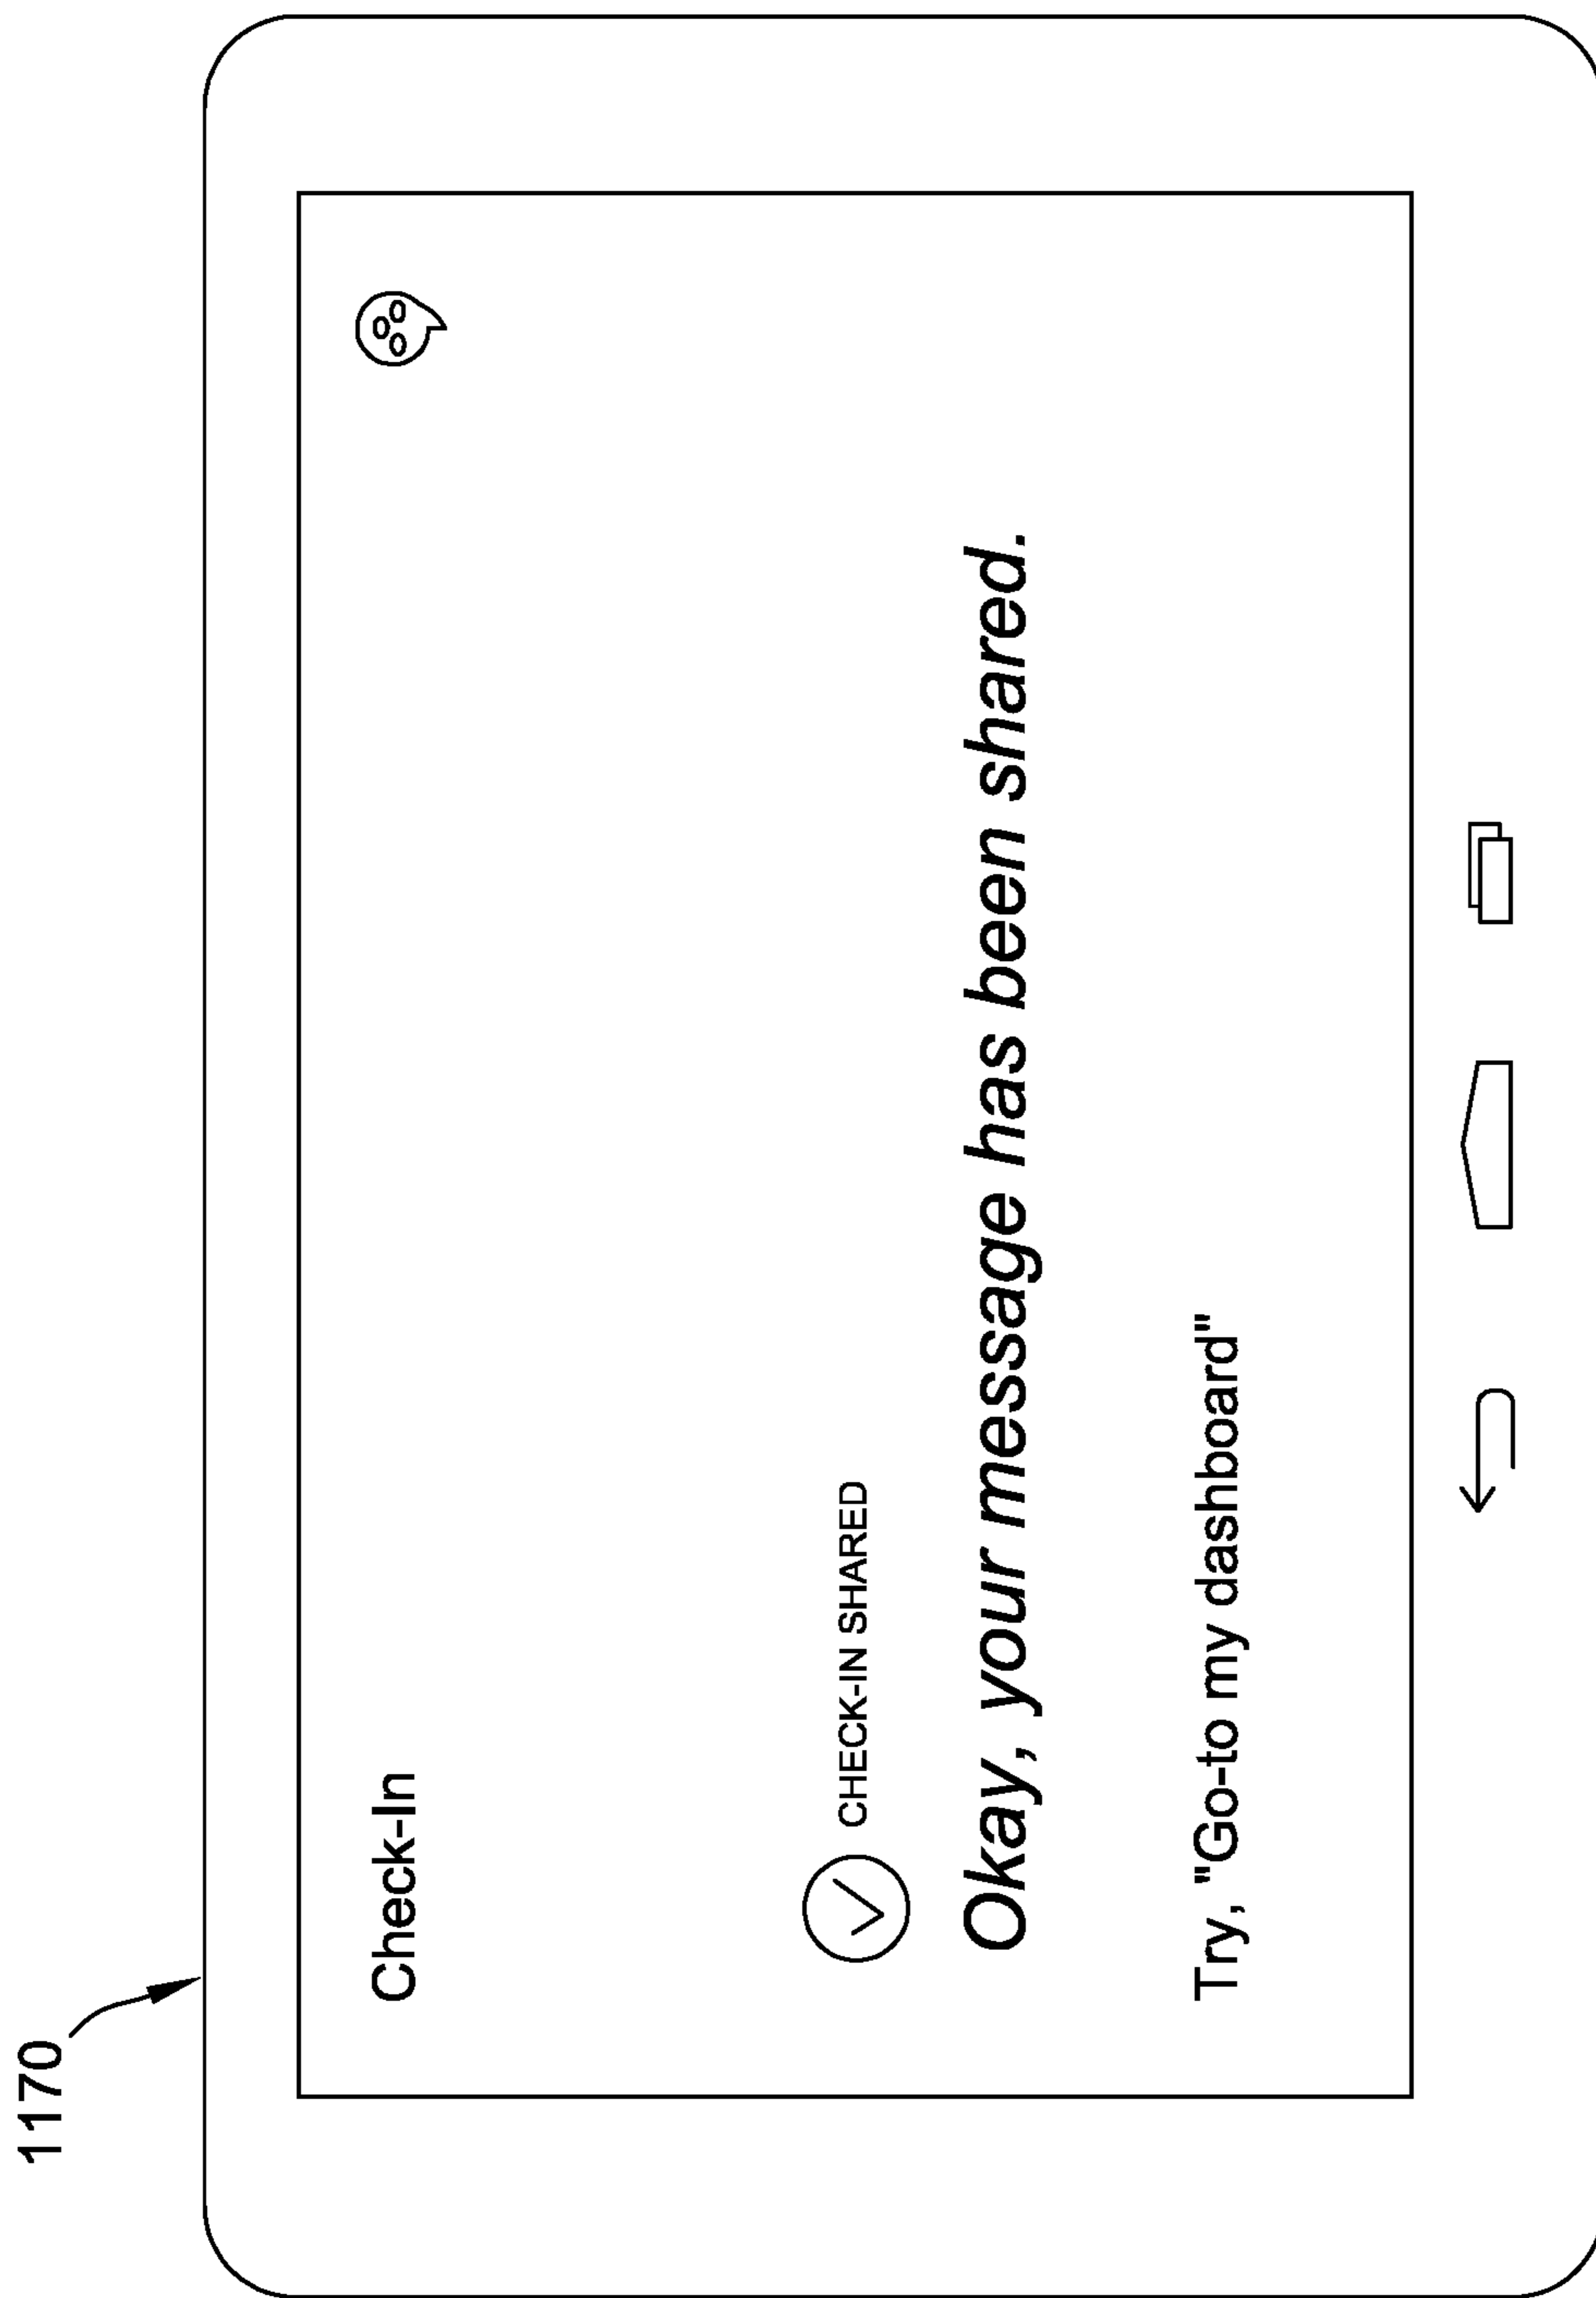 1170
Check-In
CHECK-IN SHARED
Okay, your message has been shared.
Try, "Go-to my dashboard"